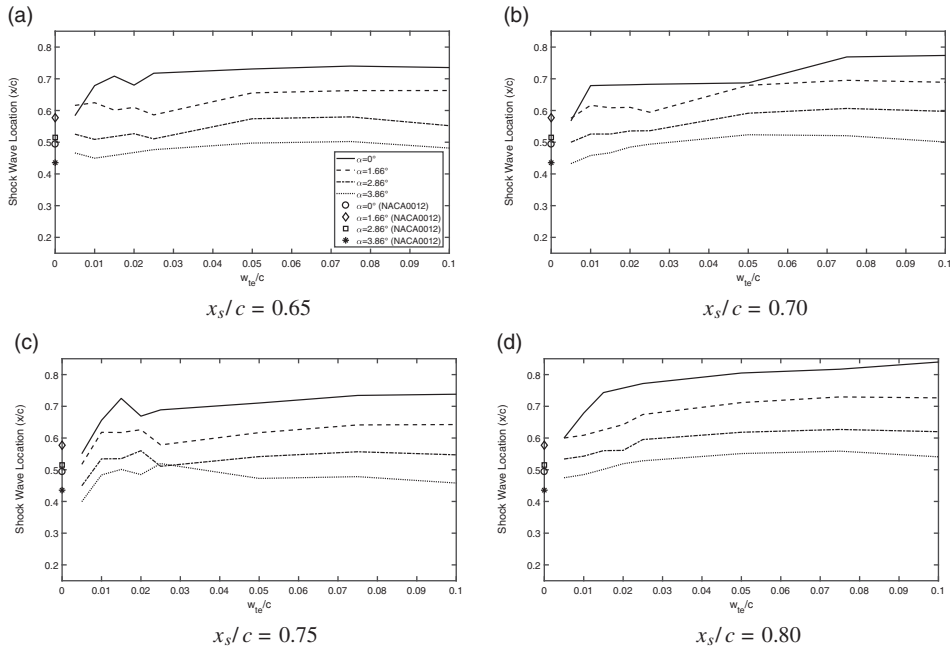 (a)
Shock Wave Location (x/c)
0.8
0.7
0.6
0.5
0.4
0.3
0.2
α=0°
α=1.66°
α=2.86°
α=3.86°
α=0° (NACA0012)
α=1.66° (NACA0012)
α=2.86° (NACA0012)
α=3.86° (NACA0012)
0 0.01 0.02 0.03 0.04 0.05 0.06 0.07 0.08 0.09 0.1
w_te/c
x_s/c = 0.65
(b)
Shock Wave Location (x/c)
0.8
0.7
0.6
0.5
0.4
0.3
0.2
0 0.01 0.02 0.03 0.04 0.05 0.06 0.07 0.08 0.09 0.1
w_te/c
x_s/c = 0.70
(c)
Shock Wave Location (x/c)
0.8
0.7
0.6
0.5
0.4
0.3
0.2
0 0.01 0.02 0.03 0.04 0.05 0.06 0.07 0.08 0.09 0.1
w_te/c
x_s/c = 0.75
(d)
Shock Wave Location (x/c)
0.8
0.7
0.6
0.5
0.4
0.3
0.2
0 0.01 0.02 0.03 0.04 0.05 0.06 0.07 0.08 0.09 0.1
w_te/c
x_s/c = 0.80